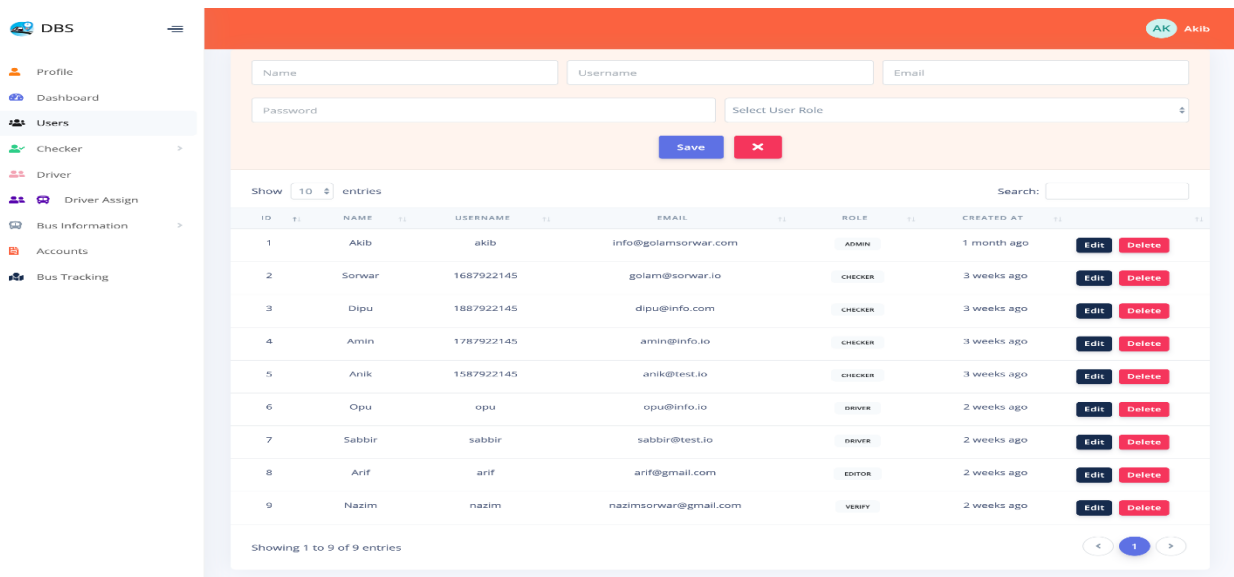 DBS
AK Akib
Profile
Dashboard
Users
Checker >
Driver
Driver Assign
Bus Information >
Accounts
Bus Tracking
Name Username Email
Password Select User Role
Save ×
Show 10 entries Search:
ID NAME USERNAME EMAIL ROLE CREATED AT
1 Akib akib info@golamsorwar.com ADMIN 1 month ago Edit Delete
2 Sorwar 1687922145 golam@sorwar.io CHECKER 3 weeks ago Edit Delete
3 Dipu 1887922145 dipu@info.com CHECKER 3 weeks ago Edit Delete
4 Amin 1787922145 amin@info.io CHECKER 3 weeks ago Edit Delete
5 Anik 1587922145 anik@test.io CHECKER 3 weeks ago Edit Delete
6 Opu opu opu@info.io DRIVER 2 weeks ago Edit Delete
7 Sabbir sabbir sabbir@test.io DRIVER 2 weeks ago Edit Delete
8 Arif arif arif@gmail.com EDITOR 2 weeks ago Edit Delete
9 Nazim nazim nazimsorwar@gmail.com VERIFY 2 weeks ago Edit Delete
Showing 1 to 9 of 9 entries < 1 >